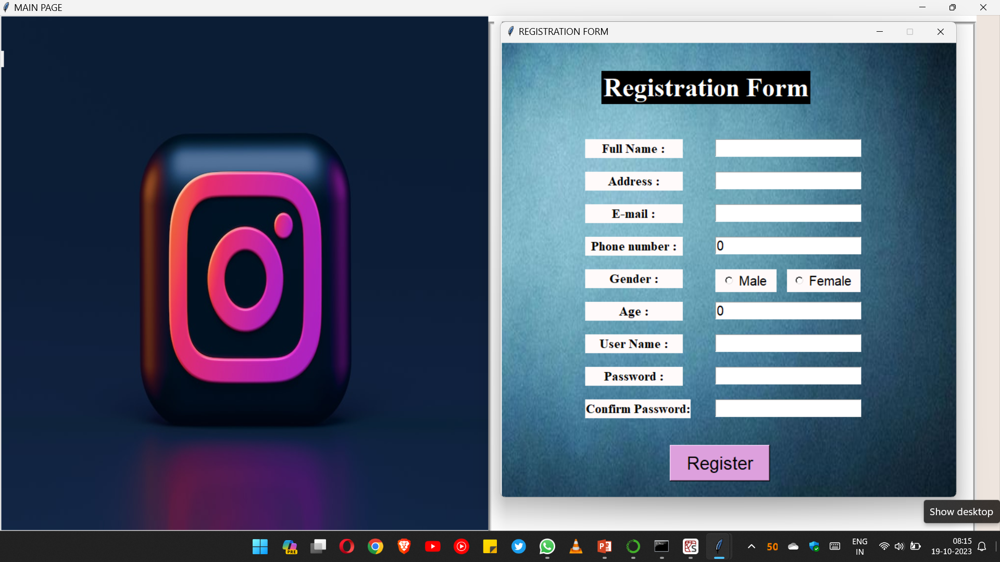 MAIN PAGE
REGISTRATION FORM
Registration Form
Full Name :
Address :
E-mail :
Phone number :
0
Gender :
Male
Female
Age :
0
User Name :
Password :
Confirm Password:
Register
Show desktop
PRE
50
ENG
IN
08:15
19-10-2023